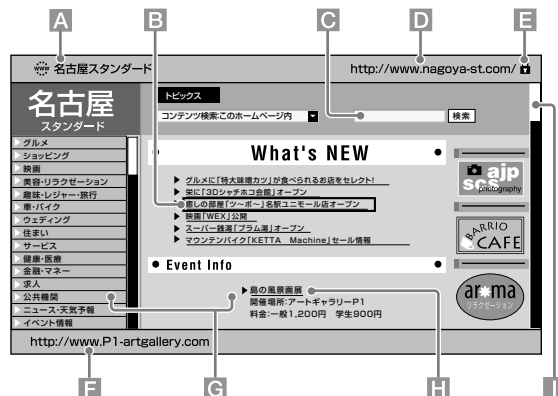 A
B
C
D
E
www 名古屋スタンダード
http://www.nagoya-st.com/
名古屋
スタンダード
トピックス
コンテンツ検索:このホームページ内
検索
グルメ
ショッピング
映画
美容・リラクゼーション
趣味・レジャー・旅行
車・バイク
ウェディング
住まい
サービス
健康・医療
金融・マネー
求人
公共機関
ニュース・天気予報
イベント情報
What's NEW
グルメに「特大味噌カツ」が食べられるお店をセレクト!
栄に「3Dシャチホコ会館」オープン
癒しの部屋「ツ〜ボ〜」名駅ユニモール店オープン
映画「WEX」公開
スーパー銭湯「プラム湯」オープン
マウンテンバイク「KETTA Machine」セール情報
Event Info
島の風景画展
開催場所:アートギャラリーP1
料金:一般1,200円 学生900円
ajp
scs
photography
BARRIO
CAFE
aroma
リラクゼーション
http://www.P1-artgallery.com
F
G
H
I